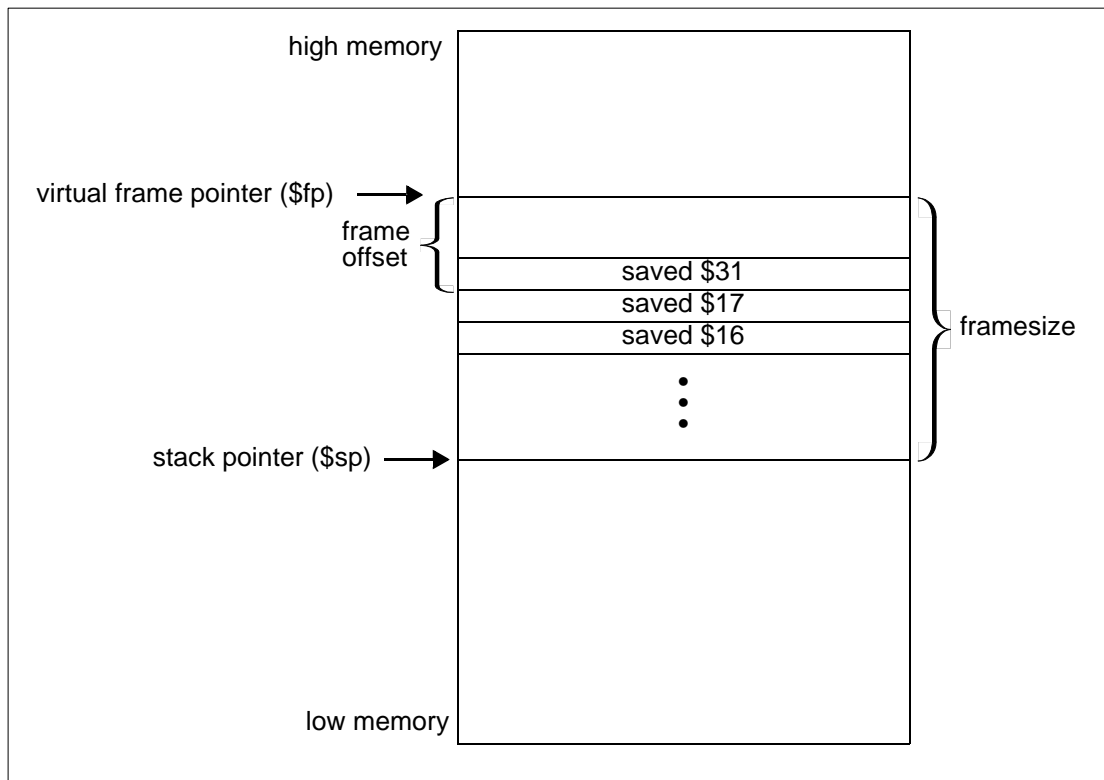 high memory
virtual frame pointer ($fp)
frame
offset
saved $31
saved $17
saved $16
framesize
stack pointer ($sp)
low memory